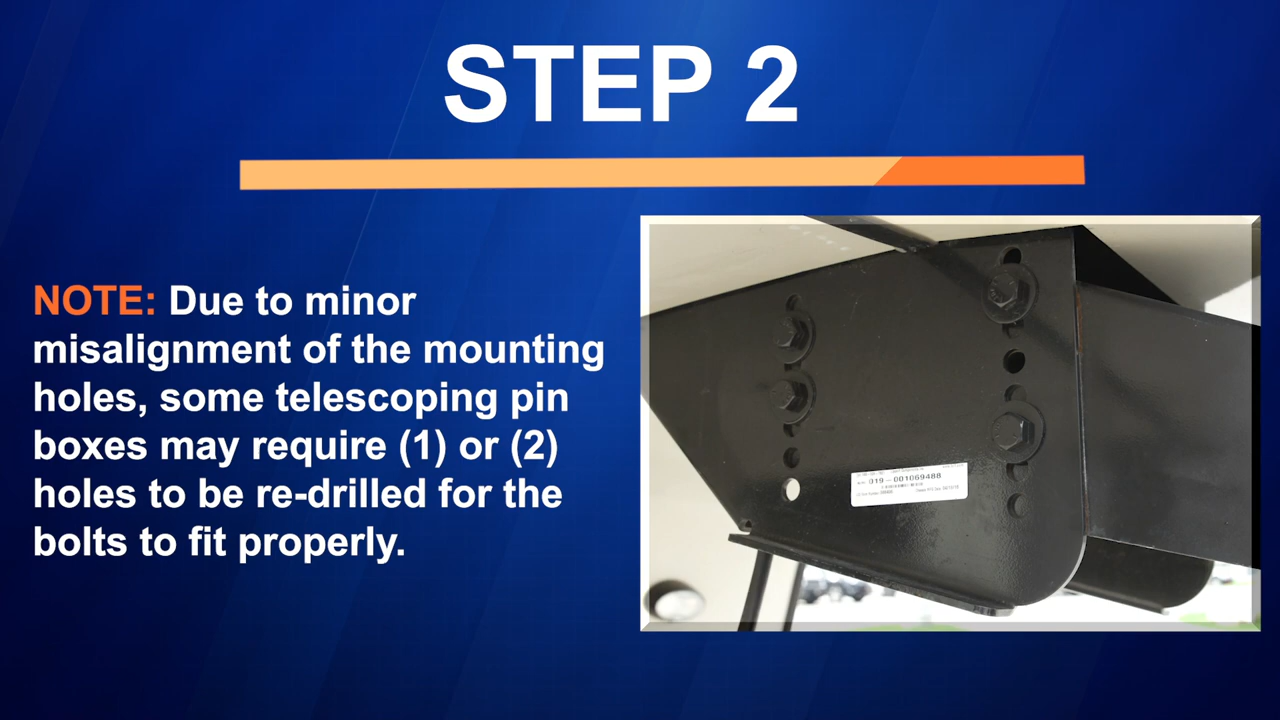 STEP 2
NOTE: Due to minor
misalignment of the mounting
holes, some telescoping pin
boxes may require (1) or (2)
holes to be re-drilled for the
bolts to fit properly.
019-001069488